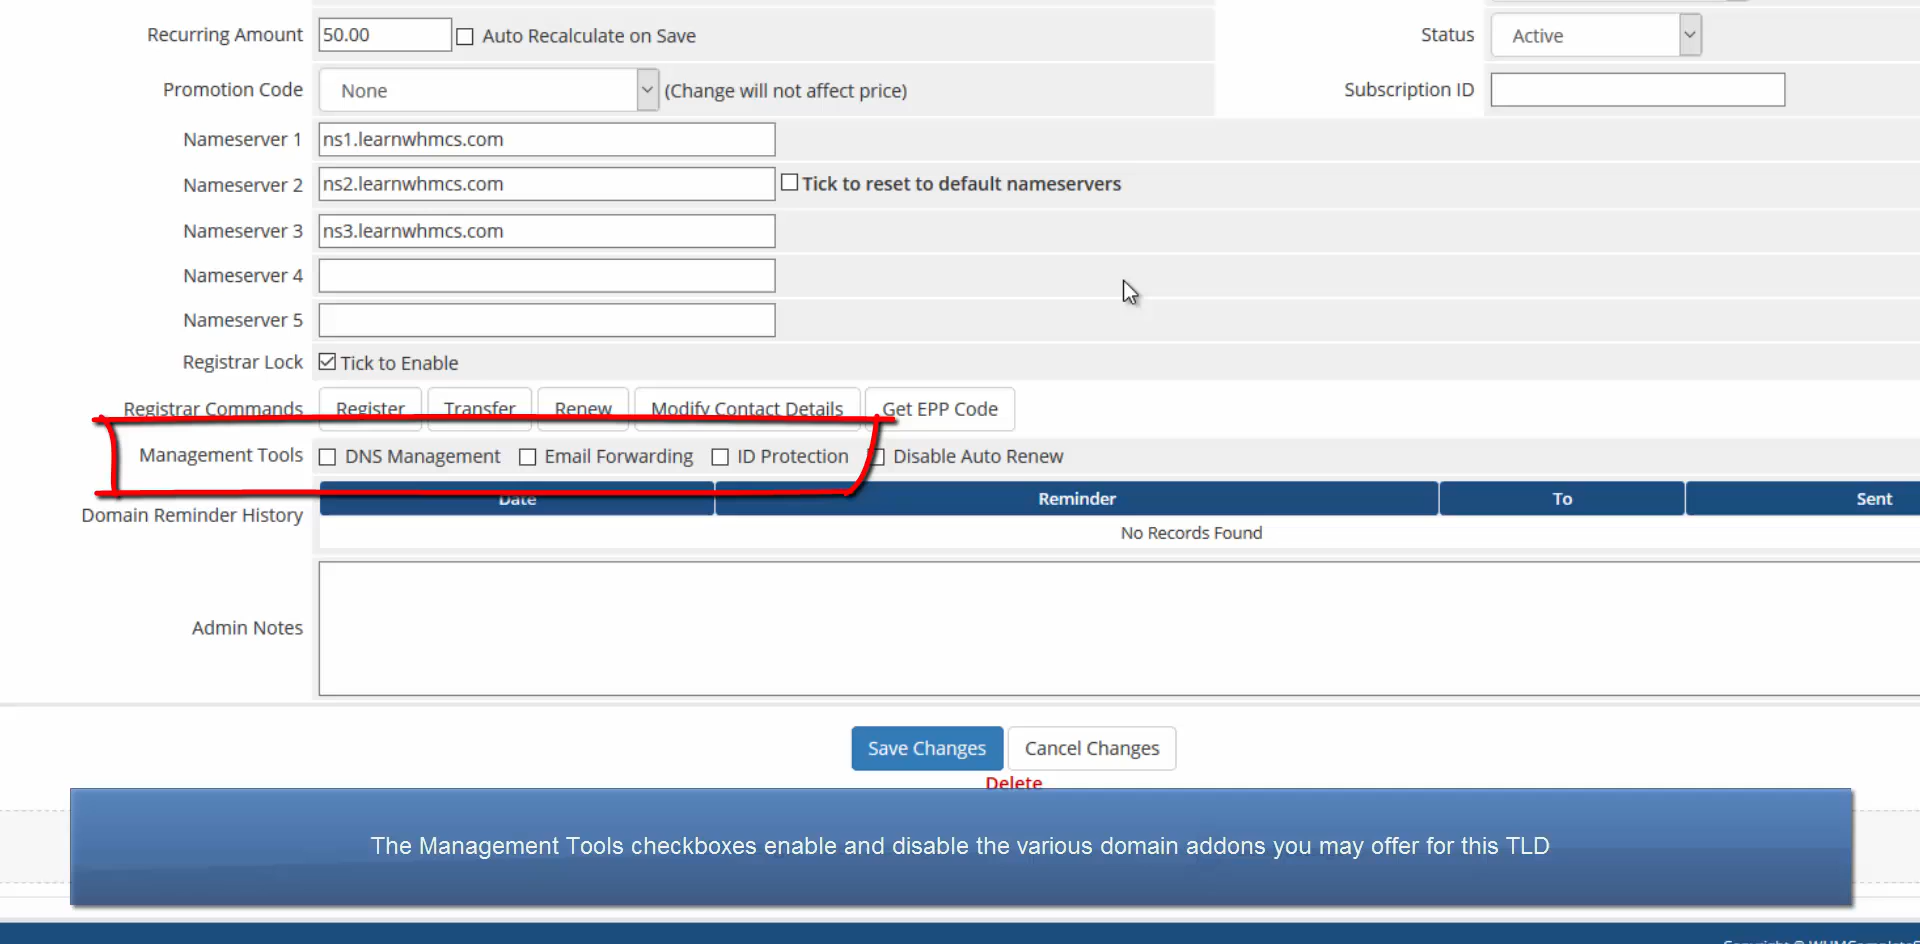 Recurring Amount 50.00 Auto Recalculate on Save Status Active
Promotion Code None (Change will not affect price) Subscription ID
Nameserver 1 ns1.learnwhmcs.com
Nameserver 2 ns2.learnwhmcs.com Tick to reset to default nameservers
Nameserver 3 ns3.learnwhmcs.com
Nameserver 4
Nameserver 5
Registrar Lock Tick to Enable
Registrar Commands Register Transfer Renew Modify Contact Details Get EPP Code
Management Tools DNS Management Email Forwarding ID Protection Disable Auto Renew
Date Reminder To Sent
Domain Reminder History
No Records Found
Admin Notes
Save Changes Cancel Changes
Delete
The Management Tools checkboxes enable and disable the various domain addons you may offer for this TLD